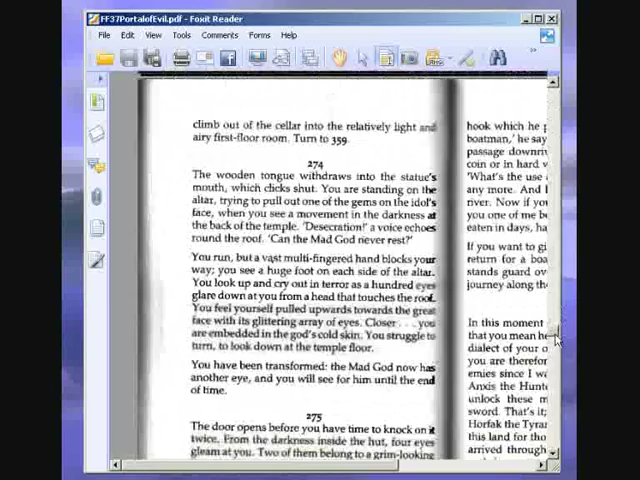 FF37PortalofEvil.pdf - Foxit Reader
File Edit View Tools Comments Forms Help
climb out of the cellar into the relatively light and
airy first-floor room. Turn to 359.
274
The wooden tongue withdraws into the statue's
mouth, which clicks shut. You are standing on the
altar, trying to pull out one of the gems on the idol's
face, when you see a movement in the darkness at
the back of the temple. 'Desecration!' a voice echoes
round the roof. 'Can the Mad God never rest?'
You run, but a vast multi-fingered hand blocks your
way; you see a huge foot on each side of the altar.
You look up and cry out in terror as a hundred eyes
glare down at you from a head that touches the roof.
You feel yourself pulled upwards towards the great
face with its glittering array of eyes. Closer . . . you
are embedded in the god's cold skin. You struggle to
turn, to look down at the temple floor.
You have been transformed: the Mad God now has
another eye, and you will see for him until the end
of time.
275
The door opens before you have time to knock on it
twice. From the darkness inside the hut, four eyes
gleam at you. Two of them belong to a grim-looking
hook which he
boatman,' he say
passage downri
coin or in hard
'What's the use
any more. And
river. Now if yo
you one of me
eaten in days, ha
If you want to gi
return for a boa
stands guard ov
journey along th
In this moment
that you mean he
dialect of your o
you are therefor
emies since I w
Anxis the Hunt
unlock these m
sword. That's it;
Horfak the Tyra
this land for tho
arrived through